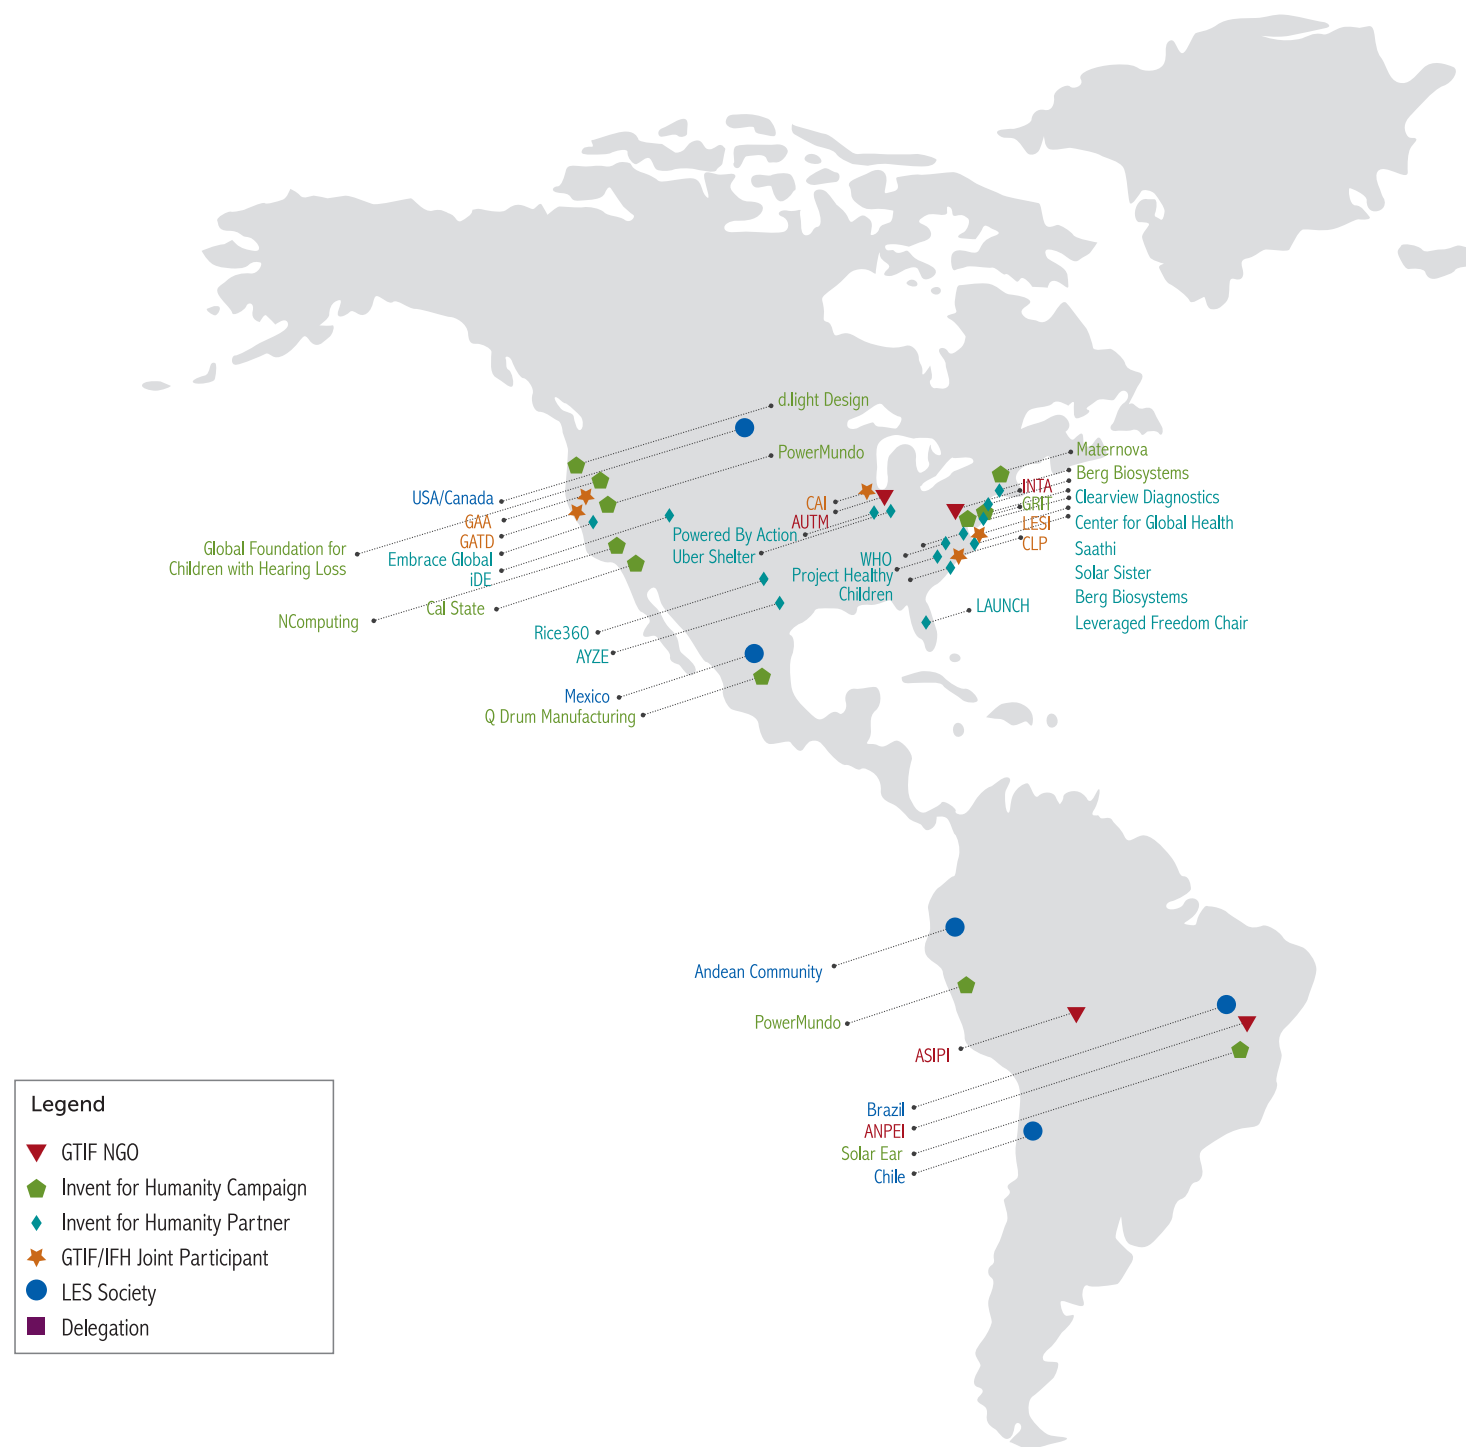 d.light Design
PowerMundo
USA/Canada
GAA
GATD
Global Foundation for
Children with Hearing Loss
Embrace Global
iDE
NComputing
Cal State
Rice360
AYZE
Mexico
Q Drum Manufacturing
CAI
AUTM
Powered By Action
Uber Shelter
WHO
Project Healthy
Children
LAUNCH
INTA
GRIT
LESI
CLP
Maternova
Berg Biosystems
Clearview Diagnostics
Center for Global Health
Saathi
Solar Sister
Berg Biosystems
Leveraged Freedom Chair
Andean Community
PowerMundo
ASIPI
Brazil
ANPEI
Solar Ear
Chile
Legend
GTIF NGO
Invent for Humanity Campaign
Invent for Humanity Partner
GTIF/IFH Joint Participant
LES Society
Delegation